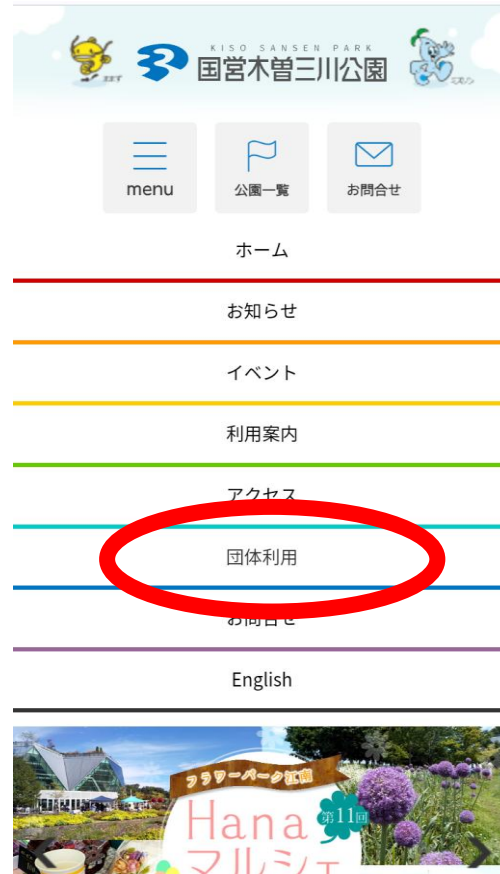 KISO SANSEN PARK
国営木曽三川公園
menu
公園一覧
お問合せ
ホーム
お知らせ
イベント
利用案内
アクセス
団体利用
お問合せ
English
フラワーパーク江南
第11回
Hana
マルシェ